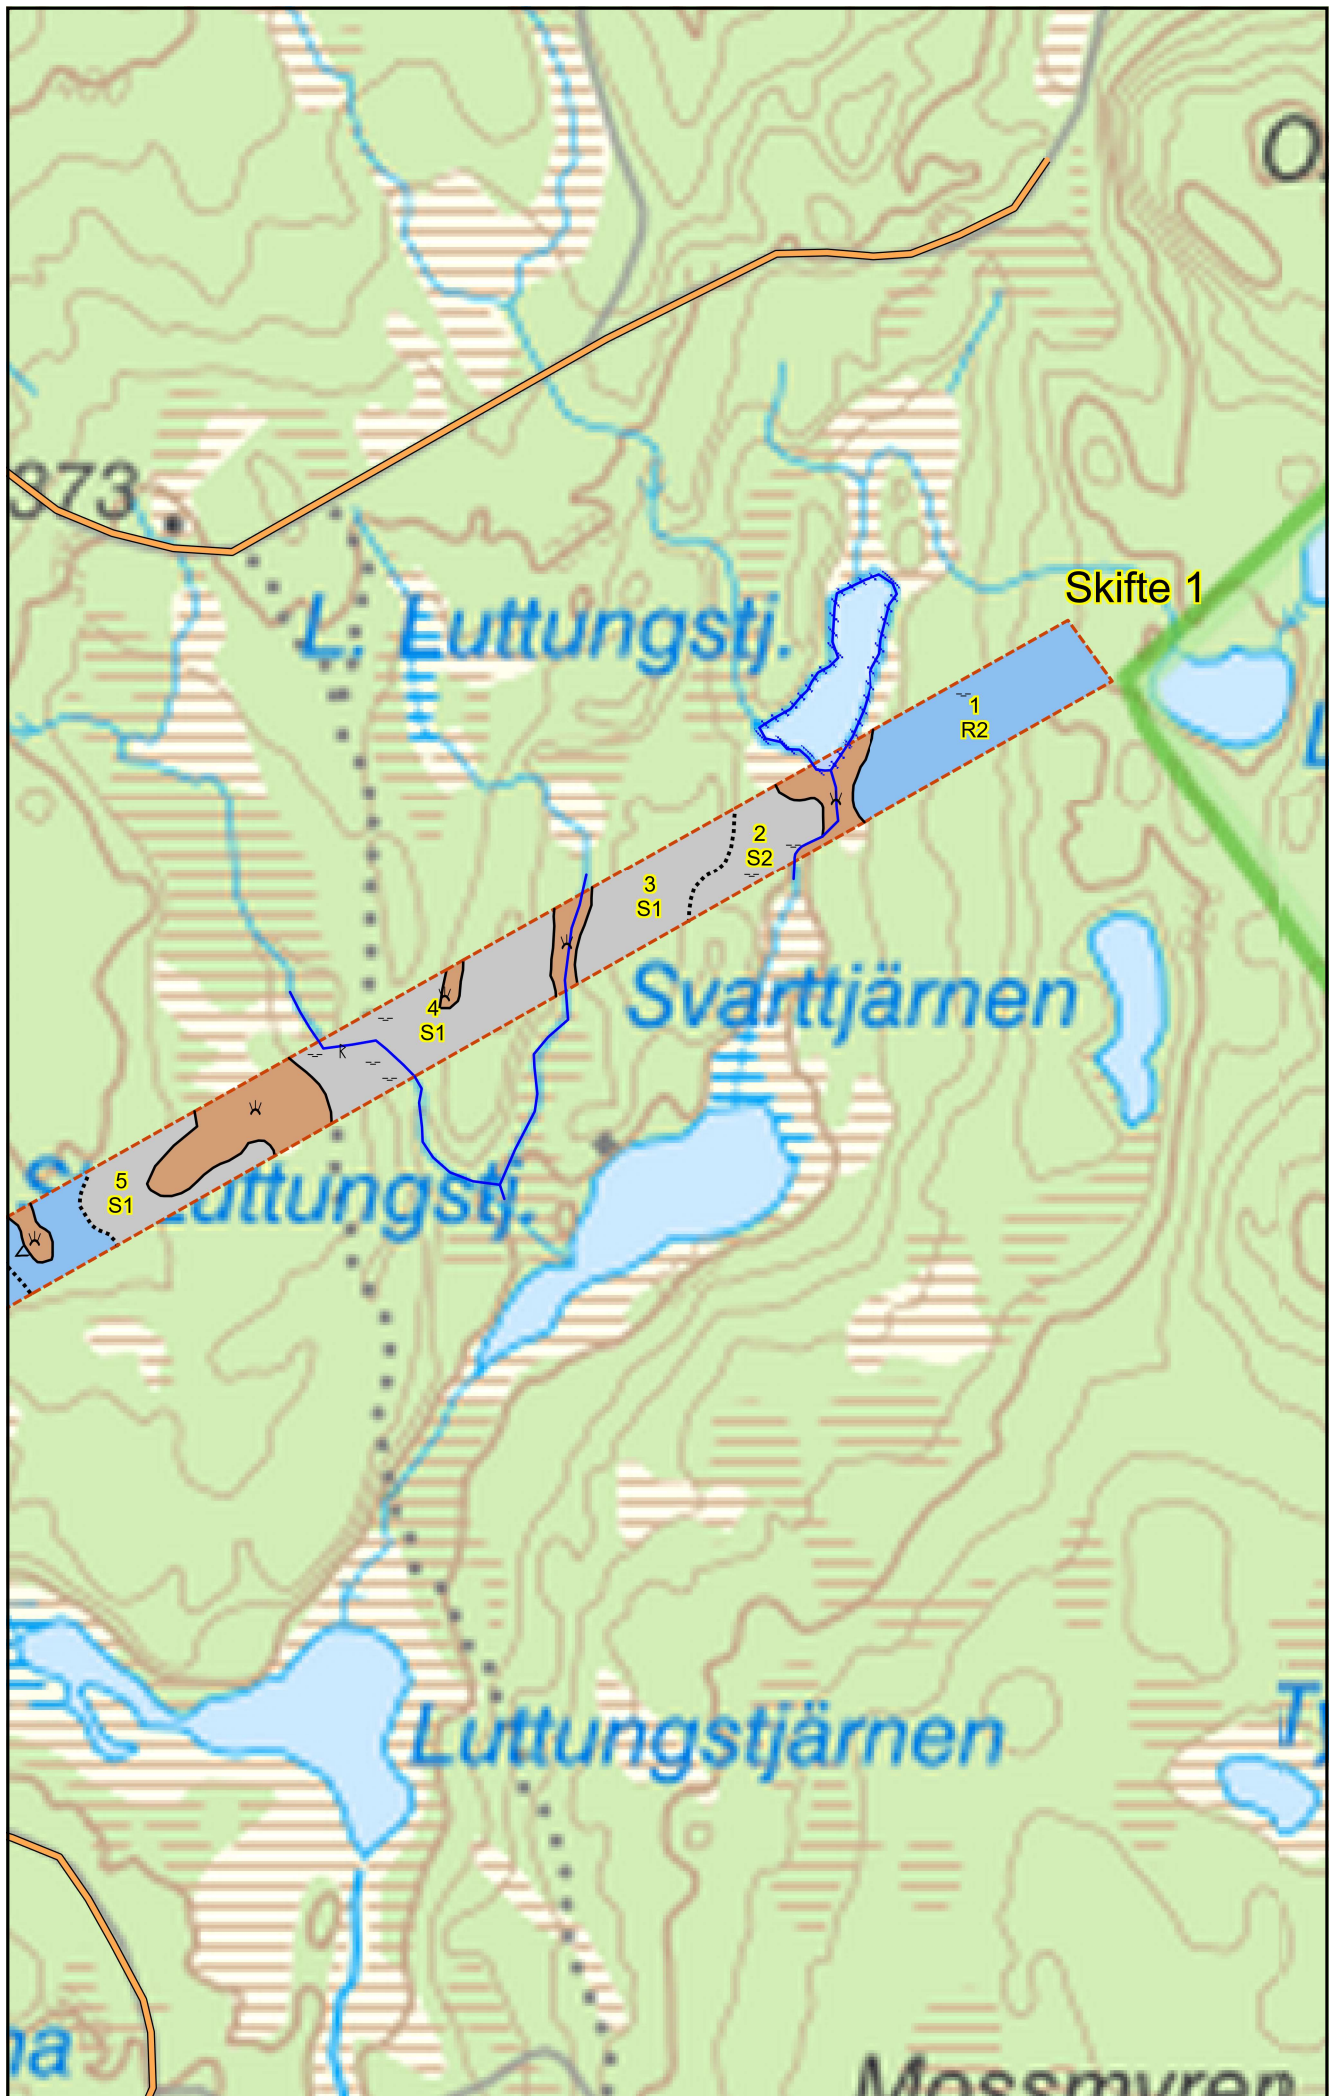 373
Skifte 1
L. Luttungstj.
1
R2
2
S2
3
S1
Svarttjärnen
4
S1
5
S1
Luttungstj.
Luttungstjärnen
Mossmyren